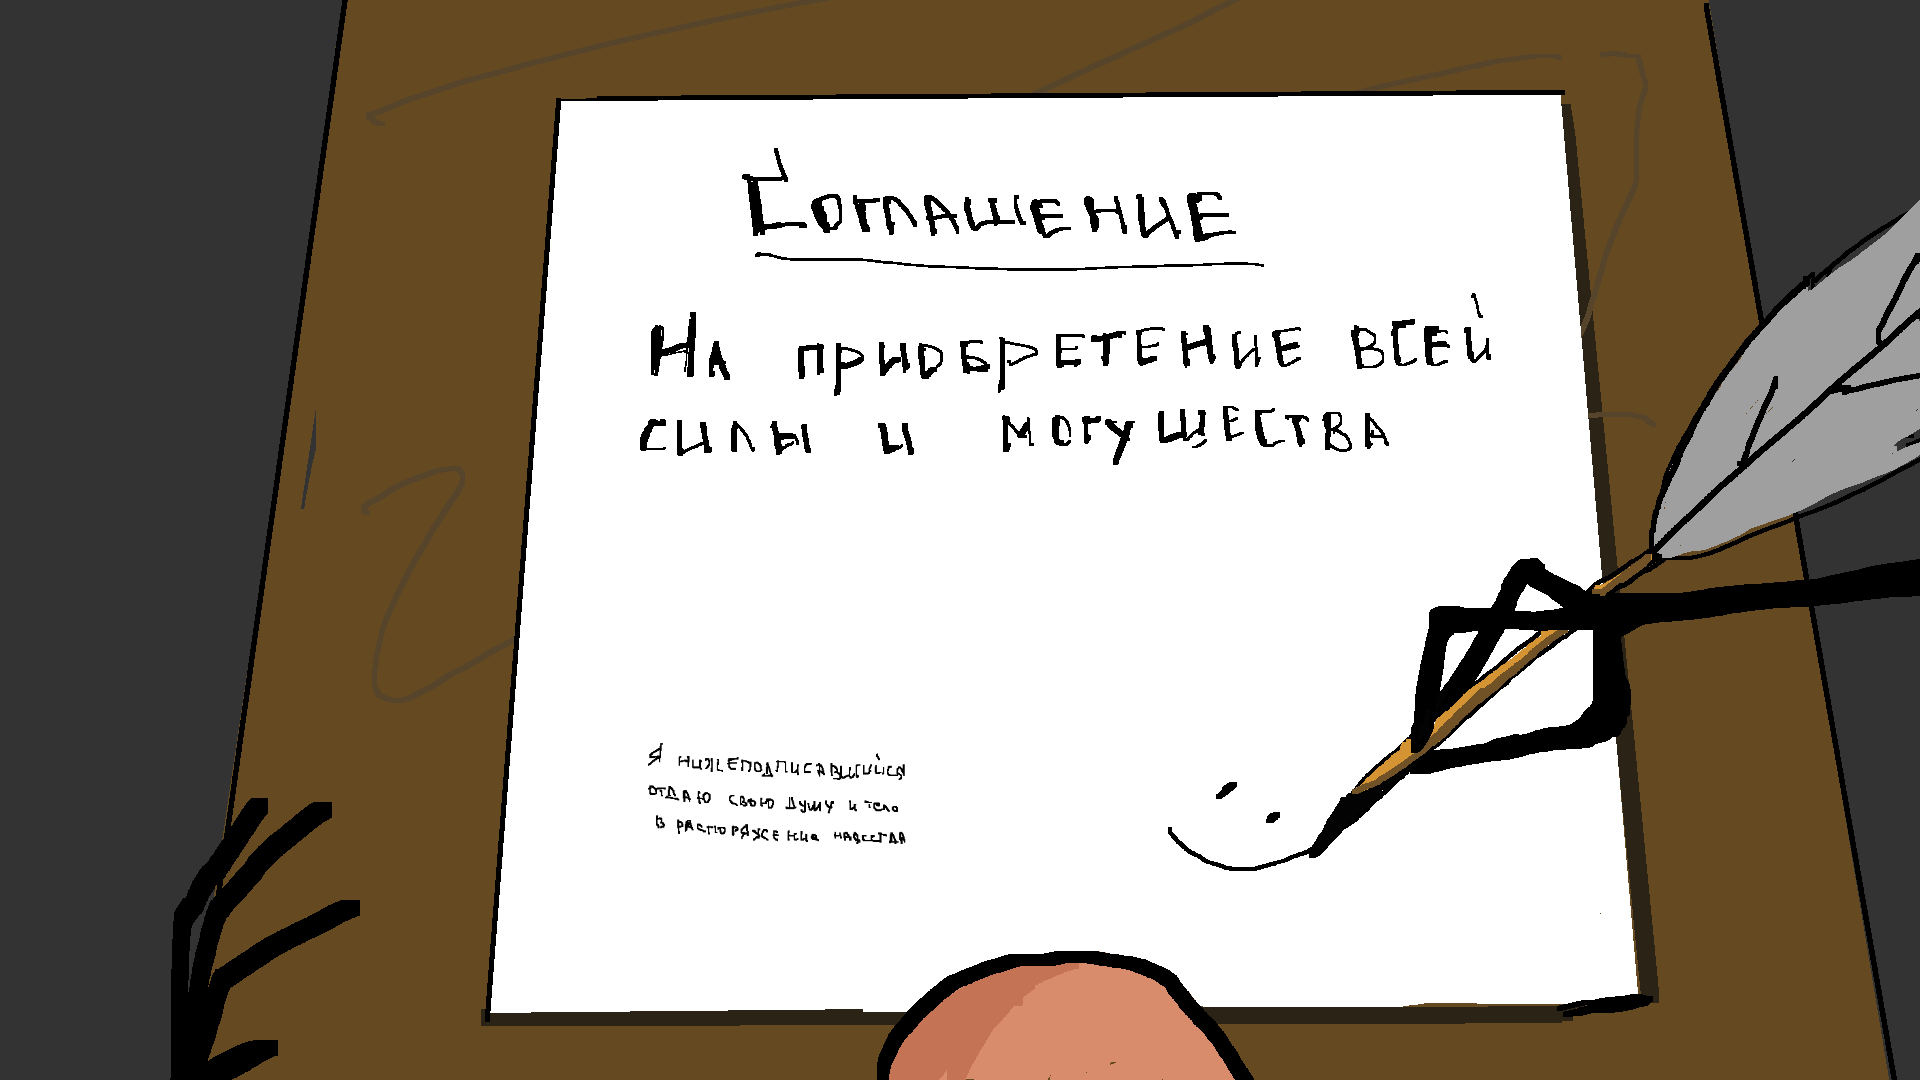 Соглашение
На приобретение всей
силы и могущества
Я нижеподписавшийся
отдаю свою душу и тело
в распоряжение навсегда